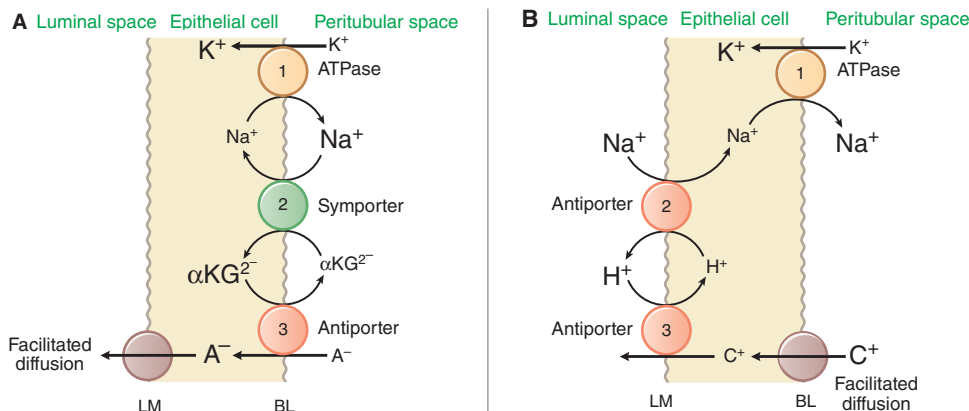 A
Luminal space
Epithelial cell
Peritubular space
K⁺
K⁺
1
ATPase
Na⁺
Na⁺
2
Symporter
αKG²⁻
αKG²⁻
3
Antiporter
Facilitated
diffusion
A⁻
A⁻
LM
BL
B
Luminal space
Epithelial cell
Peritubular space
K⁺
K⁺
1
ATPase
Na⁺
Na⁺
Na⁺
Antiporter
2
H⁺
H⁺
Antiporter
3
C⁺
C⁺
Facilitated
diffusion
LM
BL